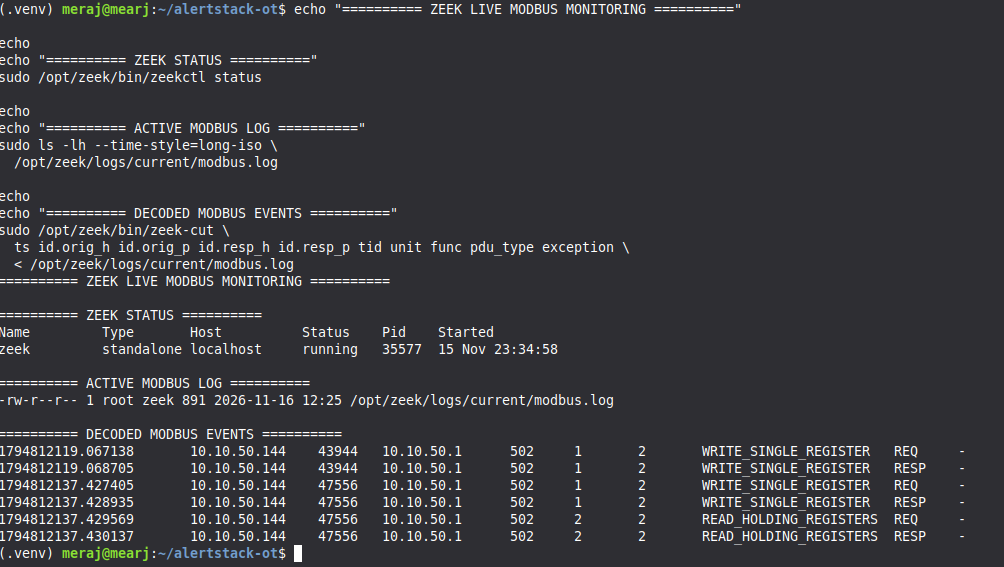 (.venv) meraj@mearj:~/alertstack-ot$ echo "========== ZEEK LIVE MODBUS MONITORING =========="
echo
echo "========== ZEEK STATUS =========="
sudo /opt/zeek/bin/zeekctl status
echo
echo "========== ACTIVE MODBUS LOG =========="
sudo ls -lh --time-style=long-iso \
  /opt/zeek/logs/current/modbus.log
echo
echo "========== DECODED MODBUS EVENTS =========="
sudo /opt/zeek/bin/zeek-cut \
  ts id.orig_h id.orig_p id.resp_h id.resp_p tid unit func pdu_type exception \
  < /opt/zeek/logs/current/modbus.log
========== ZEEK LIVE MODBUS MONITORING ==========
========== ZEEK STATUS ==========
Name         Type       Host          Status    Pid    Started
zeek         standalone localhost     running   35577  15 Nov 23:34:58
========== ACTIVE MODBUS LOG ==========
-rw-r--r-- 1 root zeek 891 2026-11-16 12:25 /opt/zeek/logs/current/modbus.log
========== DECODED MODBUS EVENTS ==========
1794812119.067138	10.10.50.144	43944	10.10.50.1	502	1	2	WRITE_SINGLE_REGISTER	REQ	-
1794812119.068705	10.10.50.144	43944	10.10.50.1	502	1	2	WRITE_SINGLE_REGISTER	RESP	-
1794812137.427405	10.10.50.144	47556	10.10.50.1	502	1	2	WRITE_SINGLE_REGISTER	REQ	-
1794812137.428935	10.10.50.144	47556	10.10.50.1	502	1	2	WRITE_SINGLE_REGISTER	RESP	-
1794812137.429569	10.10.50.144	47556	10.10.50.1	502	2	2	READ_HOLDING_REGISTERS	REQ	-
1794812137.430137	10.10.50.144	47556	10.10.50.1	502	2	2	READ_HOLDING_REGISTERS	RESP	-
(.venv) meraj@mearj:~/alertstack-ot$